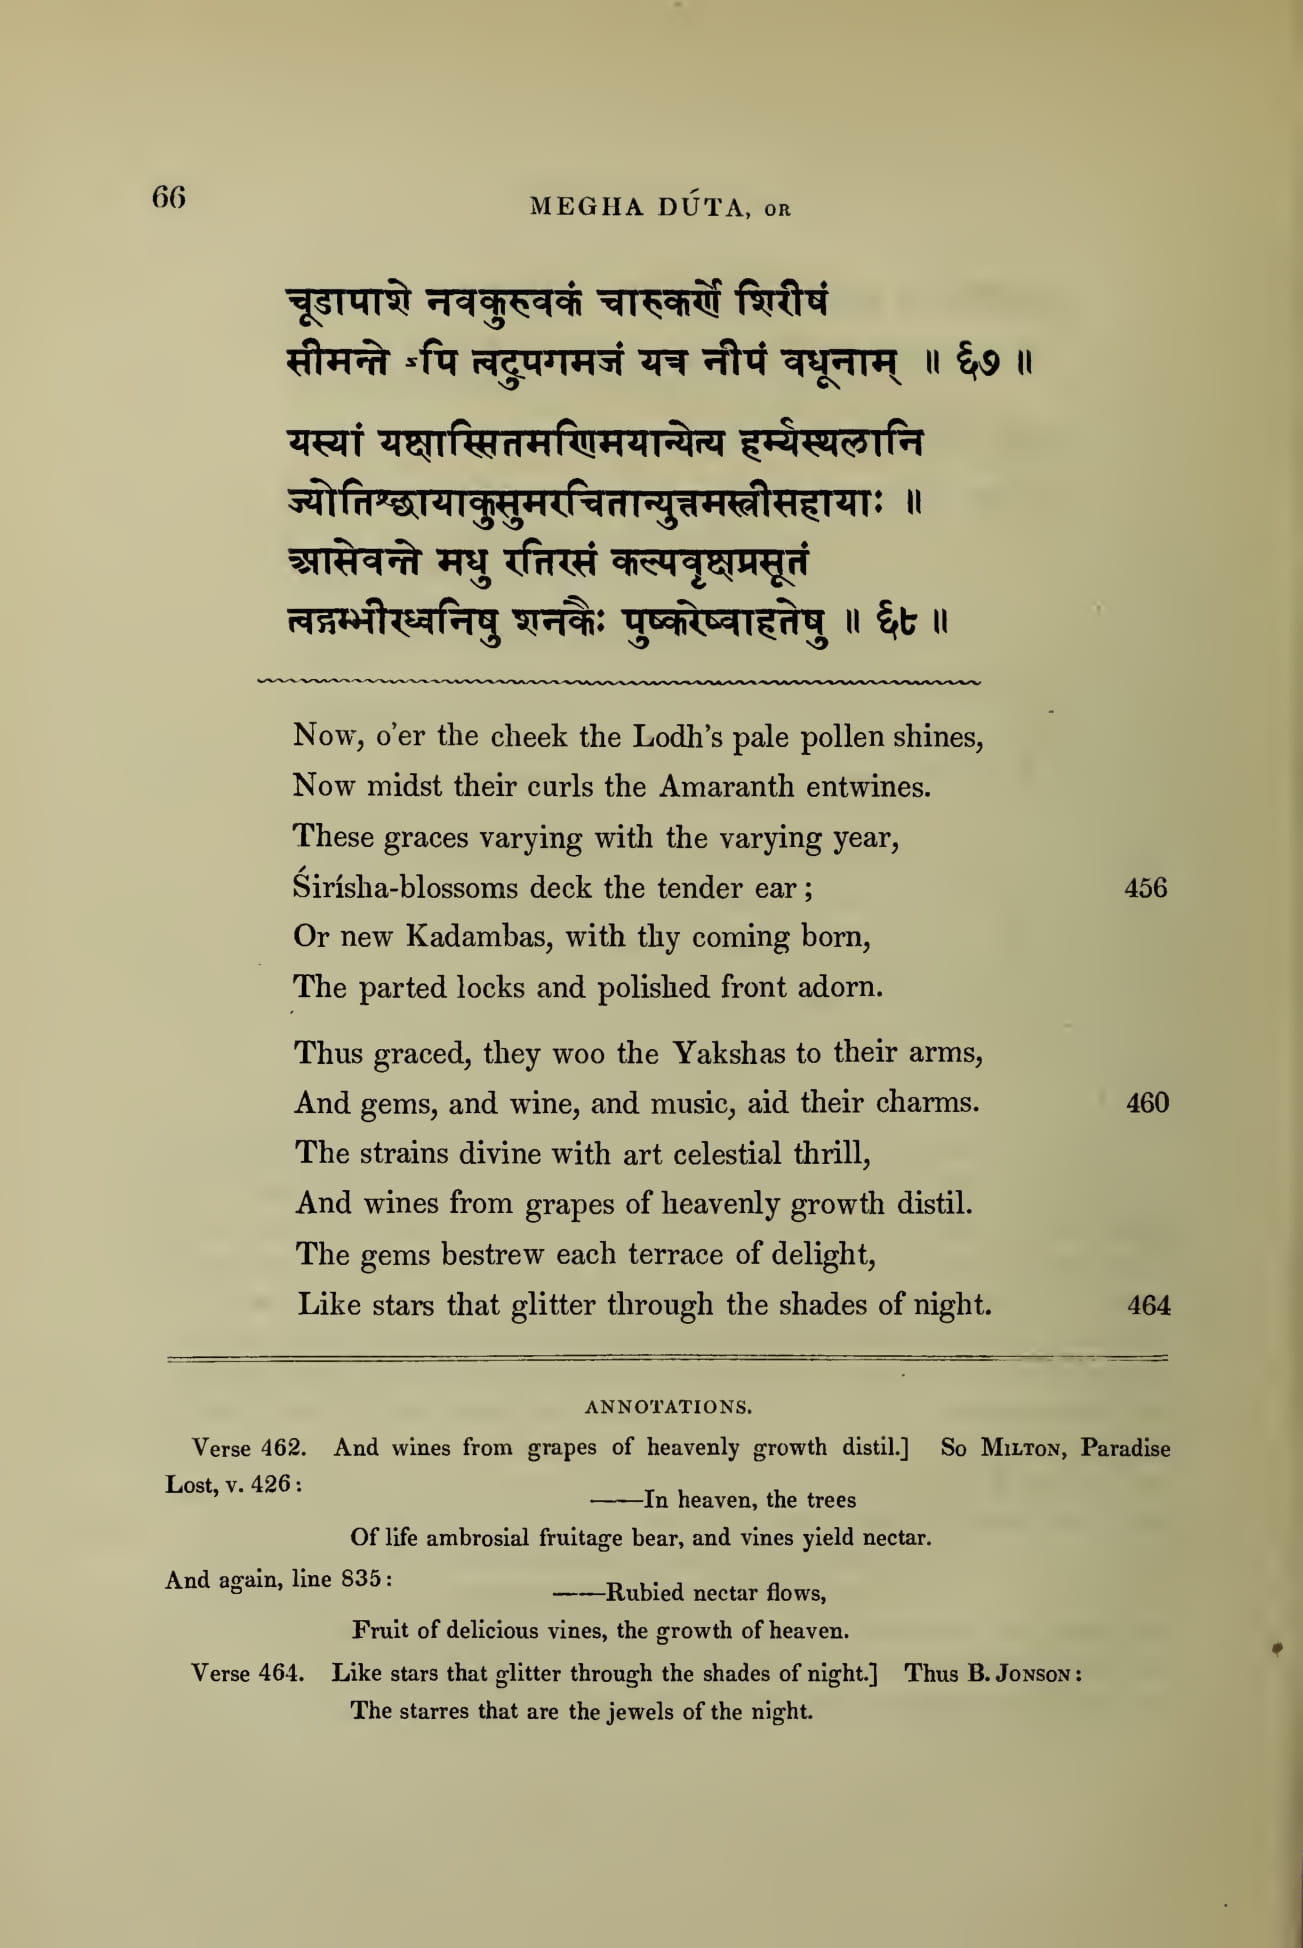 66
MEGHA DÚTA, OR
चूडापाशे नवकुरुवकं चारुकर्णे शिरीषं
सीमन्ते ऽपि त्वदुपगमजं यत्र नीपं वधूनाम् ॥ ६७ ॥
यस्यां यक्षास्सितमणिमयान्येत्य हर्म्यस्थलानि
ज्योतिश्छायाकुसुमरचितान्युत्तमस्त्रीसहायाः ॥
आसेवन्ते मधु रतिरसं कल्पवृक्षप्रसूतं
त्वद्गम्भीरध्वनिषु शनकैः पुष्करेष्वाहतेषु ॥ ६८ ॥
Now, o'er the cheek the Lodh's pale pollen shines,
Now midst their curls the Amaranth entwines.
These graces varying with the varying year,
Śirísha-blossoms deck the tender ear; 456
Or new Kadambas, with thy coming born,
The parted locks and polished front adorn.
Thus graced, they woo the Yakshas to their arms,
And gems, and wine, and music, aid their charms. 460
The strains divine with art celestial thrill,
And wines from grapes of heavenly growth distil.
The gems bestrew each terrace of delight,
Like stars that glitter through the shades of night. 464
ANNOTATIONS.
Verse 462. And wines from grapes of heavenly growth distil.] So MILTON, Paradise
Lost, v. 426:
——In heaven, the trees
Of life ambrosial fruitage bear, and vines yield nectar.
And again, line 835:
——Rubied nectar flows,
Fruit of delicious vines, the growth of heaven.
Verse 464. Like stars that glitter through the shades of night.] Thus B. JONSON:
The starres that are the jewels of the night.